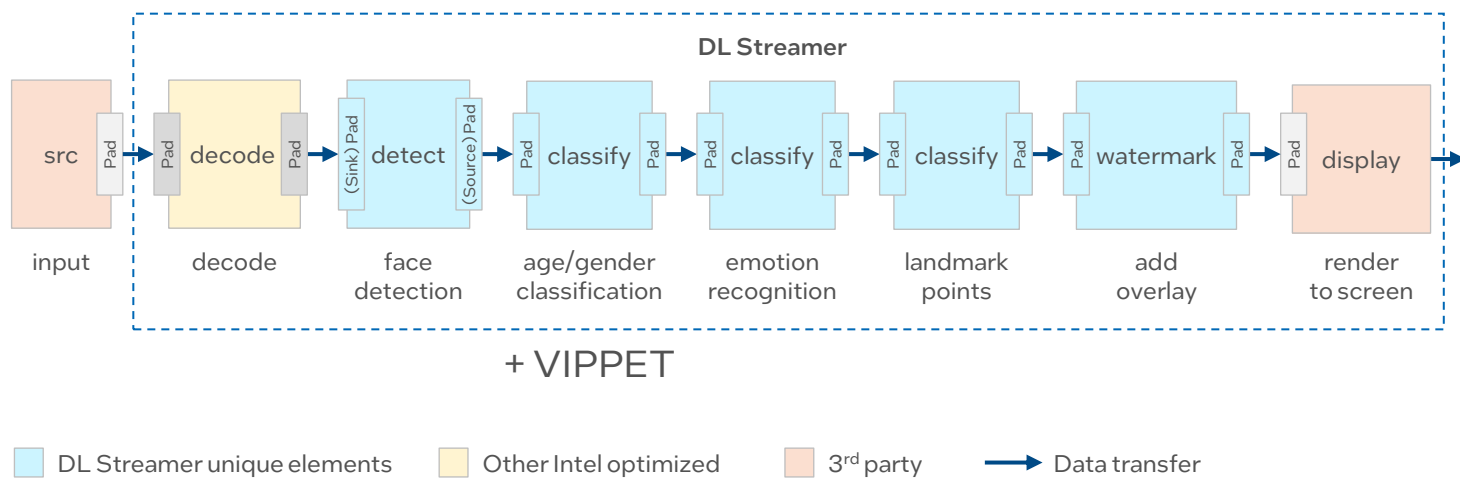 DL Streamer
src
Pad
Pad
decode
Pad
(Sink) Pad
detect
(Source) Pad
Pad
classify
Pad
Pad
classify
Pad
Pad
classify
Pad
Pad
watermark
Pad
Pad
display
input
decode
face
detection
age/gender
classification
emotion
recognition
landmark
points
add
overlay
render
to screen
+ VIPPET
DL Streamer unique elements
Other Intel optimized
3rd party
Data transfer